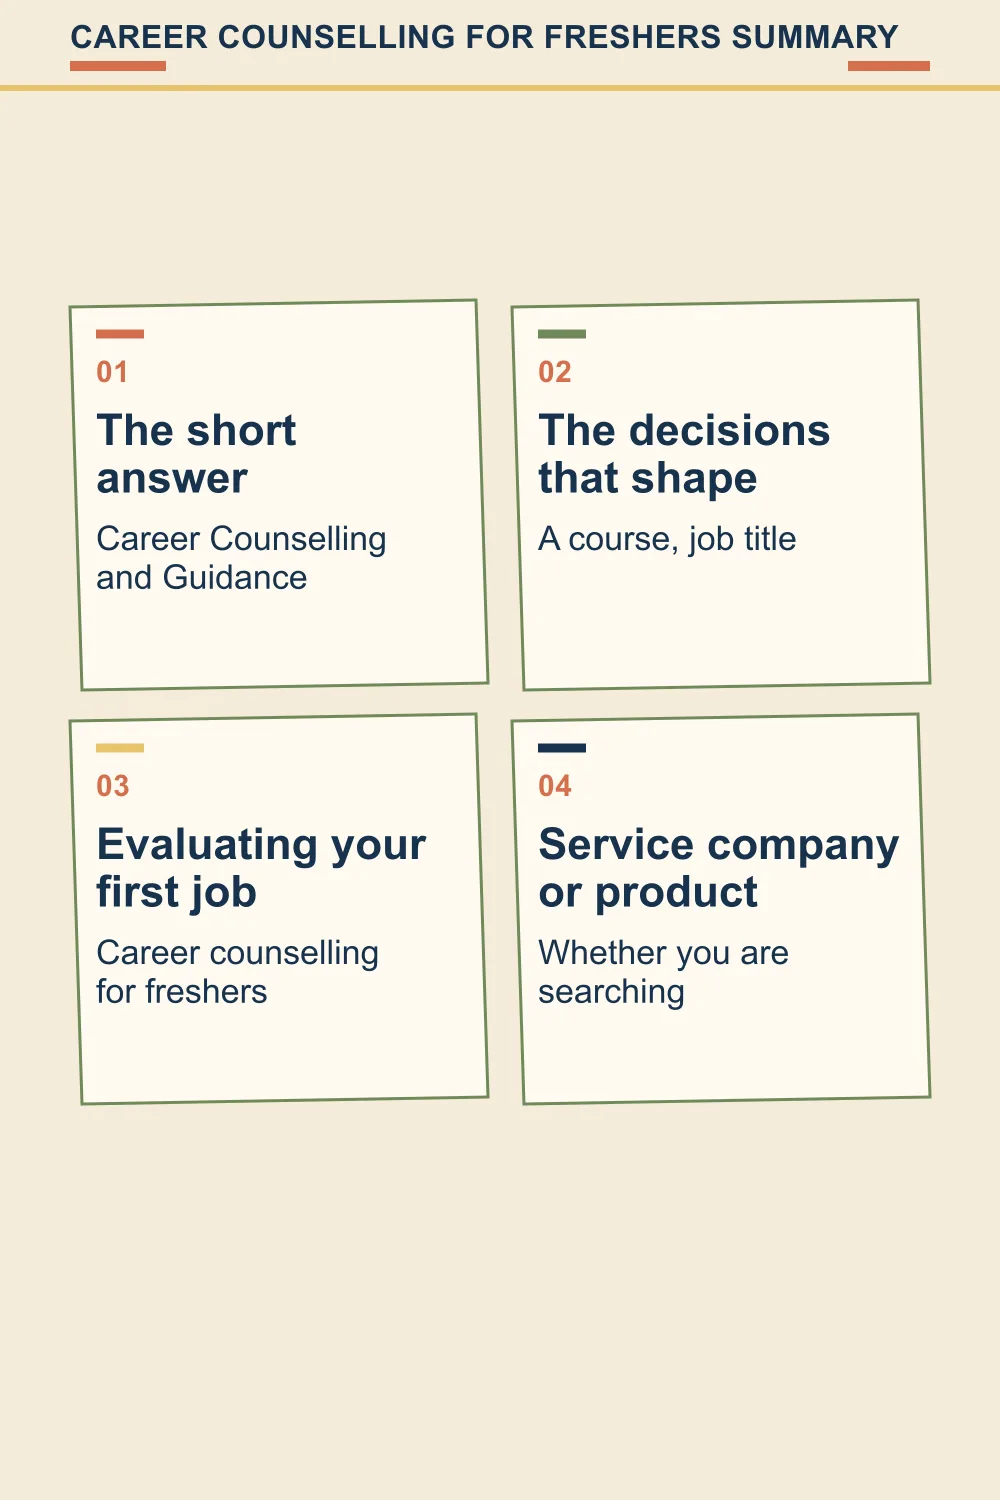 CAREER COUNSELLING FOR FRESHERS SUMMARY
01
The short
answer
Career Counselling
and Guidance
02
The decisions
that shape
A course, job title
03
Evaluating your
first job
Career counselling
for freshers
04
Service company
or product
Whether you are
searching